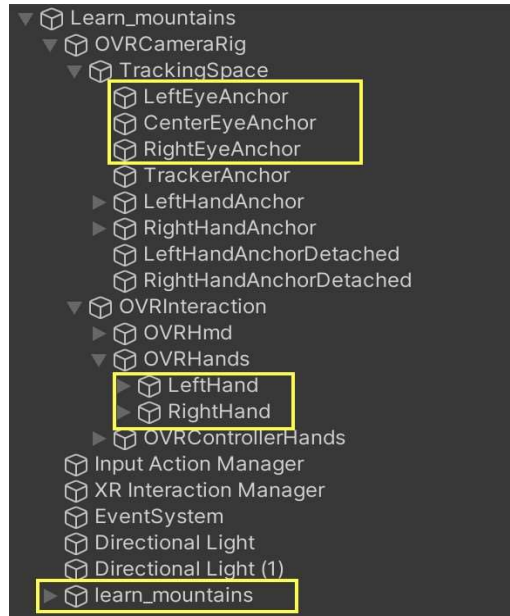 Learn_mountains
OVRCameraRig
TrackingSpace
LeftEyeAnchor
CenterEyeAnchor
RightEyeAnchor
TrackerAnchor
LeftHandAnchor
RightHandAnchor
LeftHandAnchorDetached
RightHandAnchorDetached
OVRInteraction
OVRHmd
OVRHands
LeftHand
RightHand
OVRControllerHands
Input Action Manager
XR Interaction Manager
EventSystem
Directional Light
Directional Light (1)
learn_mountains